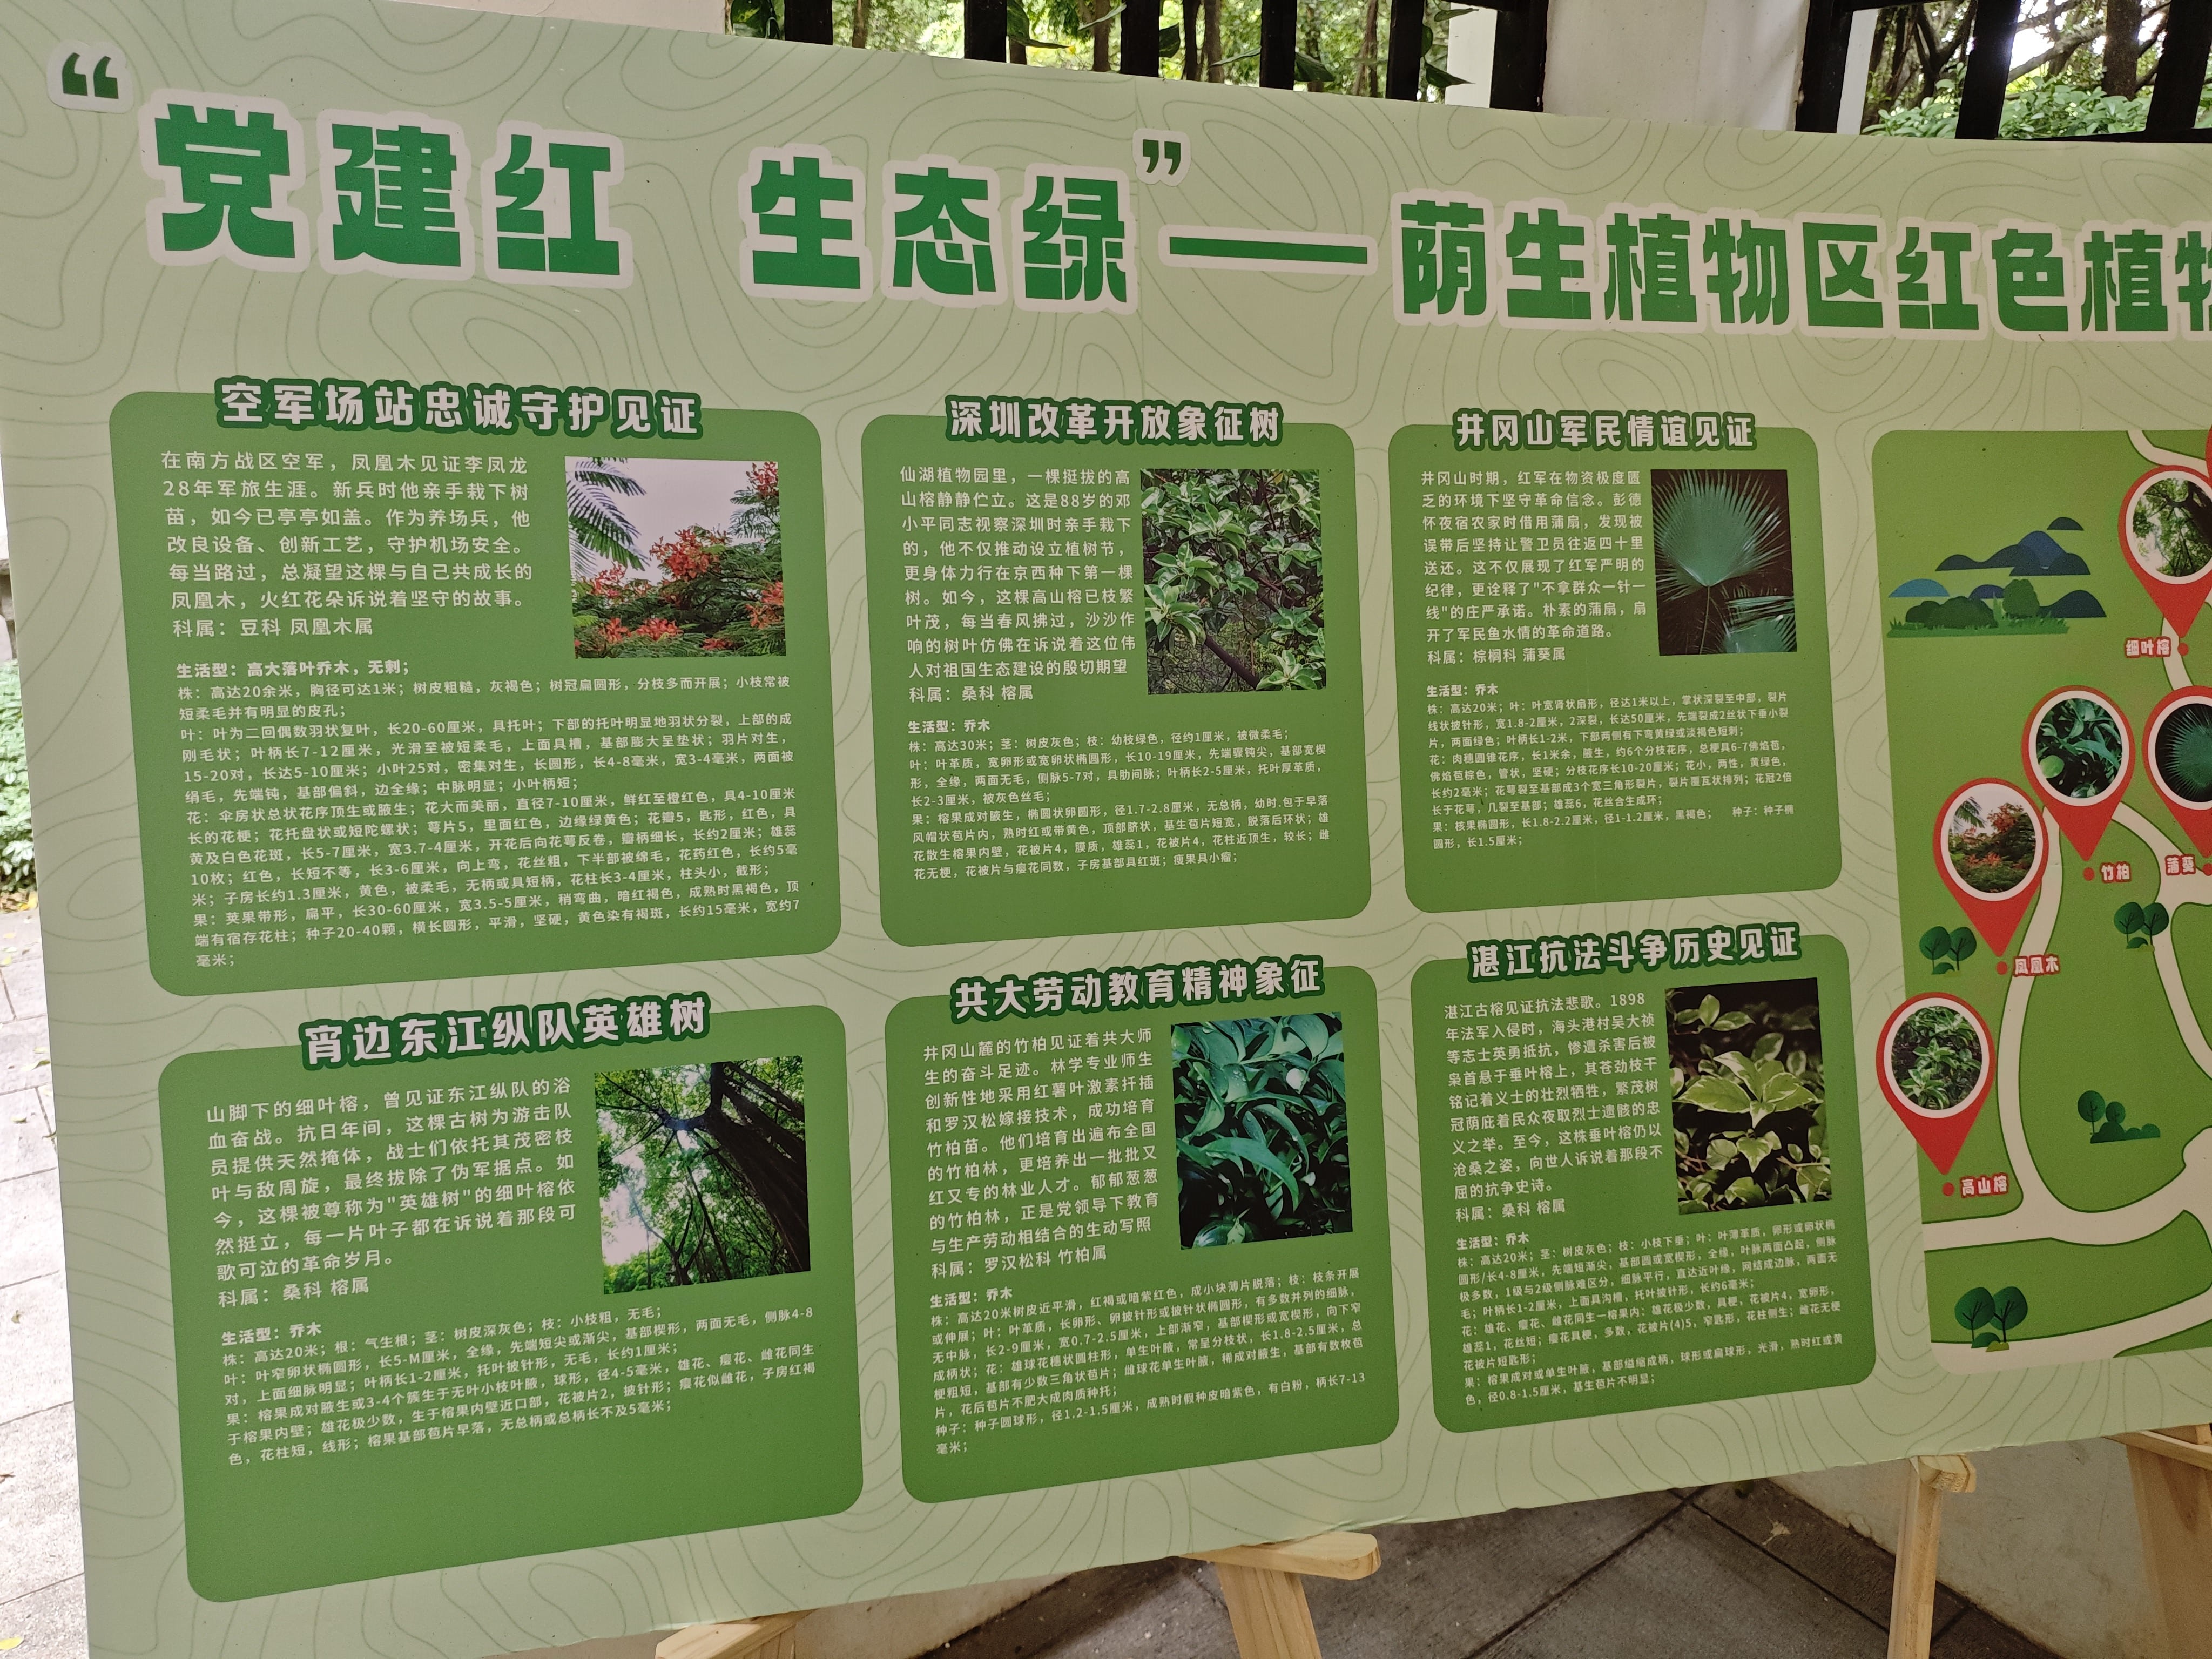 “党建红 生态绿”——荫生植物区红色植物
空军场站忠诚守护见证
在南方战区空军，凤凰木见证李凤龙
28年军旅生涯。新兵时他亲手栽下树
苗，如今已亭亭如盖。作为养场兵，他
改良设备、创新工艺，守护机场安全。
每当路过，总凝望这棵与自己共成长的
凤凰木，火红花朵诉说着坚守的故事。
科属：豆科 凤凰木属
生活型：高大落叶乔木，无刺；
株：高达20余米，胸径可达1米；树皮粗糙，灰褐色；树冠扁圆形，分枝多而开展；小枝常被
短柔毛并有明显的皮孔；
叶：叶为二回偶数羽状复叶，长20-60厘米，具托叶；下部的托叶明显地羽状分裂，上部的成
刚毛状；叶柄长7-12厘米，光滑至被短柔毛，上面具槽，基部膨大呈垫状；羽片对生，
15-20对，长达5-10厘米；小叶25对，密集对生，长圆形，长4-8毫米，宽3-4毫米，两面被
绢毛，先端钝，基部偏斜，边全缘；中脉明显；小叶柄短；
花：伞房状总状花序顶生或腋生；花大而美丽，直径7-10厘米，鲜红至橙红色，具4-10厘米
长的花梗；花托盘状或短陀螺状；萼片5，里面红色，边缘绿黄色；花瓣5，匙形，红色，具
黄及白色花斑，长5-7厘米，宽3.7-4厘米，开花后向花萼反卷，瓣柄细长，长约2厘米；雄蕊
10枚；红色，长短不等，长3-6厘米，向上弯，花丝粗，下半部被绵毛，花药红色，长约5毫
米；子房长约1.3厘米，黄色，被柔毛，无柄或具短柄，花柱长3-4厘米，柱头小，截形；
果：荚果带形，扁平，长30-60厘米，宽3.5-5厘米，稍弯曲，暗红褐色，成熟时黑褐色，顶
端有宿存花柱；种子20-40颗，横长圆形，平滑，坚硬，黄色染有褐斑，长约15毫米，宽约7
毫米；
深圳改革开放象征树
仙湖植物园里，一棵挺拔的高
山榕静静伫立。这是88岁的邓
小平同志视察深圳时亲手栽下
的，他不仅推动设立植树节，
更身体力行在京西种下第一棵
树。如今，这棵高山榕已枝繁
叶茂，每当春风拂过，沙沙作
响的树叶仿佛在诉说着这位伟
人对祖国生态建设的殷切期望
科属：桑科 榕属
生活型：乔木
株：高达30米；茎：树皮灰色；枝：幼枝绿色，径约1厘米，被微柔毛；
叶：叶革质，宽卵形或宽卵状椭圆形，长10-19厘米，先端骤钝尖，基部宽楔
形，全缘，两面无毛，侧脉5-7对，具肋间脉；叶柄长2-5厘米，托叶厚革质，
长2-3厘米，被灰色丝毛；
果：榕果成对腋生，椭圆状卵圆形，径1.7-2.8厘米，无总柄，幼时.包于早落
风帽状苞片内，熟时红或带黄色，顶部脐状，基生苞片短宽，脱落后环状；雄
花散生榕果内壁，花被片4，膜质，雄蕊1，花被片4，花柱近顶生，较长；雌
花无梗，花被片与瘿花同数，子房基部具红斑；瘦果具小瘤；
井冈山军民情谊见证
井冈山时期，红军在物资极度匮
乏的环境下坚守革命信念。彭德
怀夜宿农家时借用蒲扇，发现被
误带后坚持让警卫员往返四十里
送还。这不仅展现了红军严明的
纪律，更诠释了"不拿群众一针一
线"的庄严承诺。朴素的蒲扇，扇
开了军民鱼水情的革命道路。
科属：棕榈科 蒲葵属
生活型：乔木
株：高达20米；叶：叶宽肾状扇形，径达1米以上，掌状深裂至中部，裂片
线状披针形，宽1.8-2厘米，2深裂，长达50厘米，先端裂成2丝状下垂小裂
片，两面绿色；叶柄长1-2米，下部两侧有下弯黄绿或淡褐色短刺；
花：肉穗圆锥花序，长1米余，腋生，约6个分枝花序，总梗具6-7佛焰苞，
佛焰苞棕色，管状，坚硬；分枝花序长10-20厘米；花小，两性，黄绿色，
长约2毫米；花萼裂至基部成3个宽三角形裂片，裂片覆瓦状排列；花冠2倍
长于花萼，几裂至基部；雄蕊6，花丝合生成环；
果：核果椭圆形，长1.8-2.2厘米，径1-1.2厘米，黑褐色； 种子：种子椭
圆形，长1.5厘米；
细叶榕
竹柏
蒲葵
凤凰木
高山榕
宵边东江纵队英雄树
山脚下的细叶榕，曾见证东江纵队的浴
血奋战。抗日年间，这棵古树为游击队
员提供天然掩体，战士们依托其茂密枝
叶与敌周旋，最终拔除了伪军据点。如
今，这棵被尊称为"英雄树"的细叶榕依
然挺立，每一片叶子都在诉说着那段可
歌可泣的革命岁月。
科属：桑科 榕属
生活型：乔木
株：高达20米；根：气生根；茎：树皮深灰色；枝：小枝粗，无毛；
叶：叶窄卵状椭圆形，长5-M厘米，全缘，先端短尖或渐尖，基部楔形，两面无毛，侧脉4-8
对，上面细脉明显；叶柄长1-2厘米，托叶披针形，无毛，长约1厘米；
果：榕果成对腋生或3-4个簇生于无叶小枝叶腋，球形，径4-5毫米，雄花、瘿花、雌花同生
于榕果内壁；雄花极少数，生于榕果内壁近口部，花被片2，披针形；瘿花似雌花，子房红褐
色，花柱短，线形；榕果基部苞片早落，无总柄或总柄长不及5毫米；
共大劳动教育精神象征
井冈山麓的竹柏见证着共大师
生的奋斗足迹。林学专业师生
创新性地采用红薯叶激素扦插
和罗汉松嫁接技术，成功培育
竹柏苗。他们培育出遍布全国
的竹柏林，更培养出一批批又
红又专的林业人才。郁郁葱葱
的竹柏林，正是党领导下教育
与生产劳动相结合的生动写照
科属：罗汉松科 竹柏属
生活型：乔木
株：高达20米树皮近平滑，红褐或暗紫红色，成小块薄片脱落；枝：枝条开展
或伸展；叶：叶革质，长卵形、卵披针形或披针状椭圆形，有多数并列的细脉，
无中脉，长2-9厘米，宽0.7-2.5厘米，上部渐窄，基部楔形或宽楔形，向下窄
成柄状；花：雄球花穗状圆柱形，单生叶腋，常呈分枝状，长1.8-2.5厘米，总
梗粗短，基部有少数三角状苞片；雌球花单生叶腋，稀成对腋生，基部有数枚苞
片，花后苞片不肥大成肉质种托；
种子：种子圆球形，径1.2-1.5厘米，成熟时假种皮暗紫色，有白粉，柄长7-13
毫米；
湛江抗法斗争历史见证
湛江古榕见证抗法悲歌。1898
年法军入侵时，海头港村吴大祯
等志士英勇抵抗，惨遭杀害后被
枭首悬于垂叶榕上，其苍劲枝干
铭记着义士的壮烈牺牲，繁茂树
冠荫庇着民众夜取烈士遗骸的忠
义之举。至今，这株垂叶榕仍以
沧桑之姿，向世人诉说着那段不
屈的抗争史诗。
科属：桑科 榕属
生活型：乔木
株：高达20米；茎：树皮灰色；枝：小枝下垂；叶：叶薄革质，卵形或卵状椭
圆形/长4-8厘米，先端短渐尖，基部圆或宽楔形，全缘，叶脉两面凸起，侧脉
极多数，1级与2级侧脉难区分，细脉平行，直达近叶缘，网结成边脉，两面无
毛；叶柄长1-2厘米，上面具沟槽，托叶披针形，长约6毫米；
花：雄花、瘿花、雌花同生一榕果内：雄花极少数，具梗，花被片4，宽卵形，
雄蕊1，花丝短；瘿花具梗，多数，花被片(4)5，窄匙形，花柱侧生；雌花无梗
花被片短匙形；
果：榕果成对或单生叶腋，基部缢缩成柄，球形或扁球形，光滑，熟时红或黄
色，径0.8-1.5厘米，基生苞片不明显；